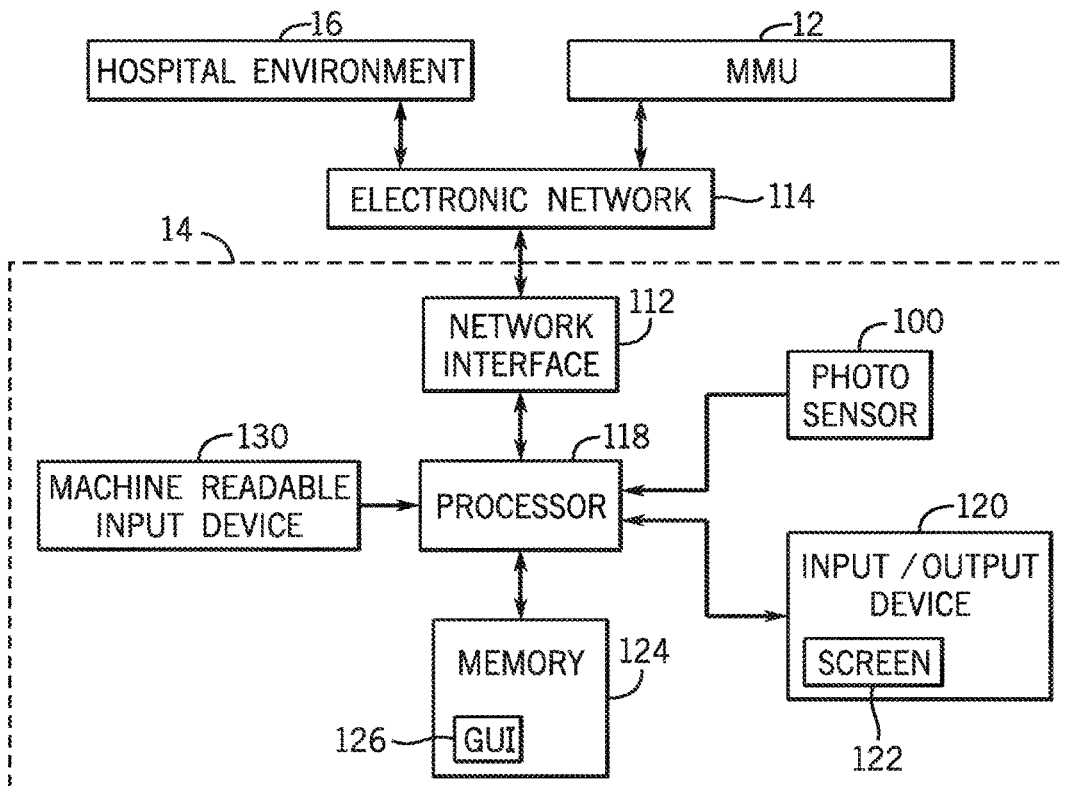 16
12
HOSPITAL ENVIRONMENT
MMU
ELECTRONIC NETWORK
114
14
NETWORK
INTERFACE
112
100
PHOTO
SENSOR
130
118
MACHINE READABLE
INPUT DEVICE
PROCESSOR
120
INPUT / OUTPUT
DEVICE
SCREEN
122
MEMORY
124
126
GUI